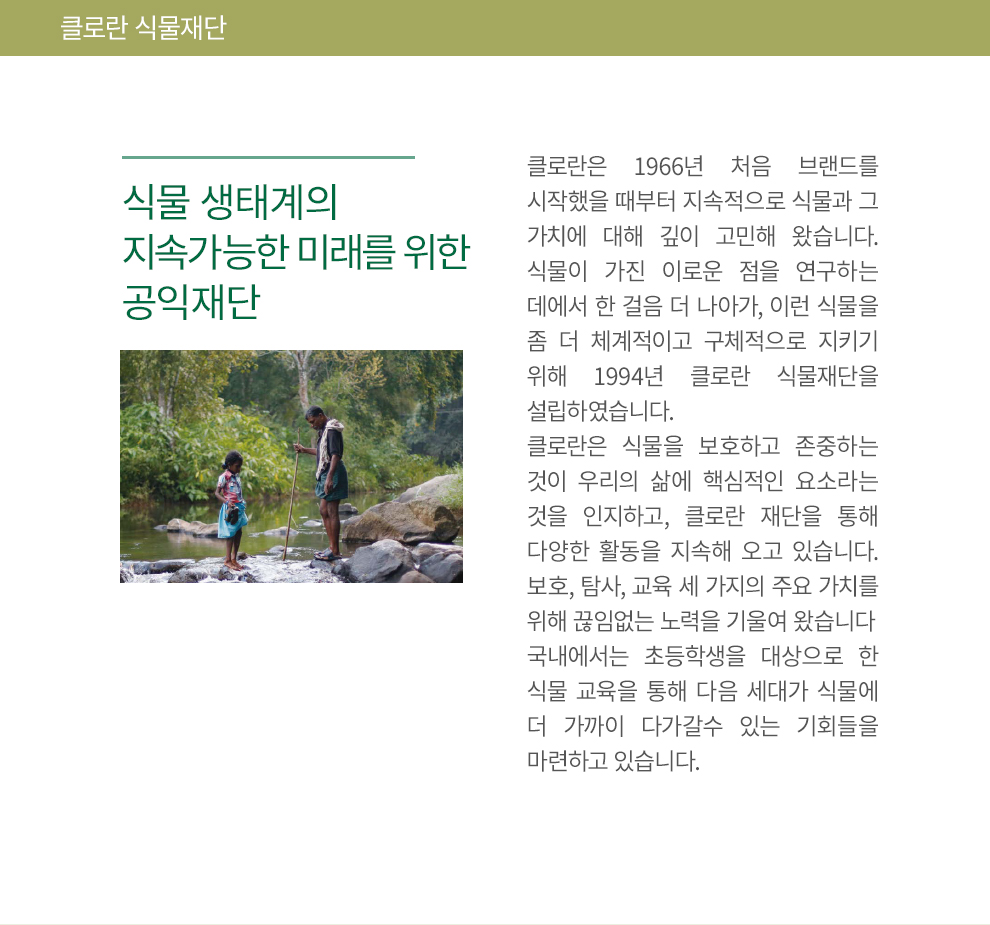 클로란 식물재단
식물 생태계의
지속가능한 미래를 위한
공익재단
클로란은 1966년 처음 브랜드를
시작했을 때부터 지속적으로 식물과 그
가치에 대해 깊이 고민해 왔습니다.
식물이 가진 이로운 점을 연구하는
데에서 한 걸음 더 나아가, 이런 식물을
좀 더 체계적이고 구체적으로 지키기
위해 1994년 클로란 식물재단을
설립하였습니다.
클로란은 식물을 보호하고 존중하는
것이 우리의 삶에 핵심적인 요소라는
것을 인지하고, 클로란 재단을 통해
다양한 활동을 지속해 오고 있습니다.
보호, 탐사, 교육 세 가지의 주요 가치를
위해 끊임없는 노력을 기울여 왔습니다
국내에서는 초등학생을 대상으로 한
식물 교육을 통해 다음 세대가 식물에
더 가까이 다가갈수 있는 기회들을
마련하고 있습니다.